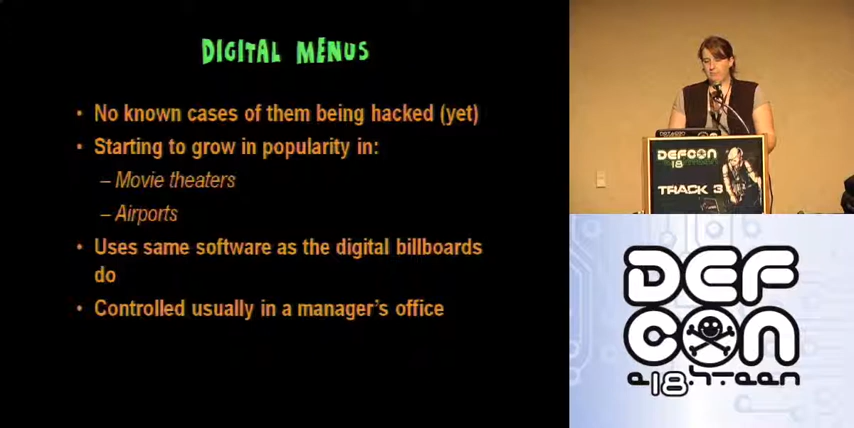 DIGITAL MENUS
• No known cases of them being hacked (yet)
• Starting to grow in popularity in:
– Movie theaters
– Airports
• Uses same software as the digital billboards
do
• Controlled usually in a manager's office
DEFCON
18
TRACK 3
DEF
CON
e18h.teen